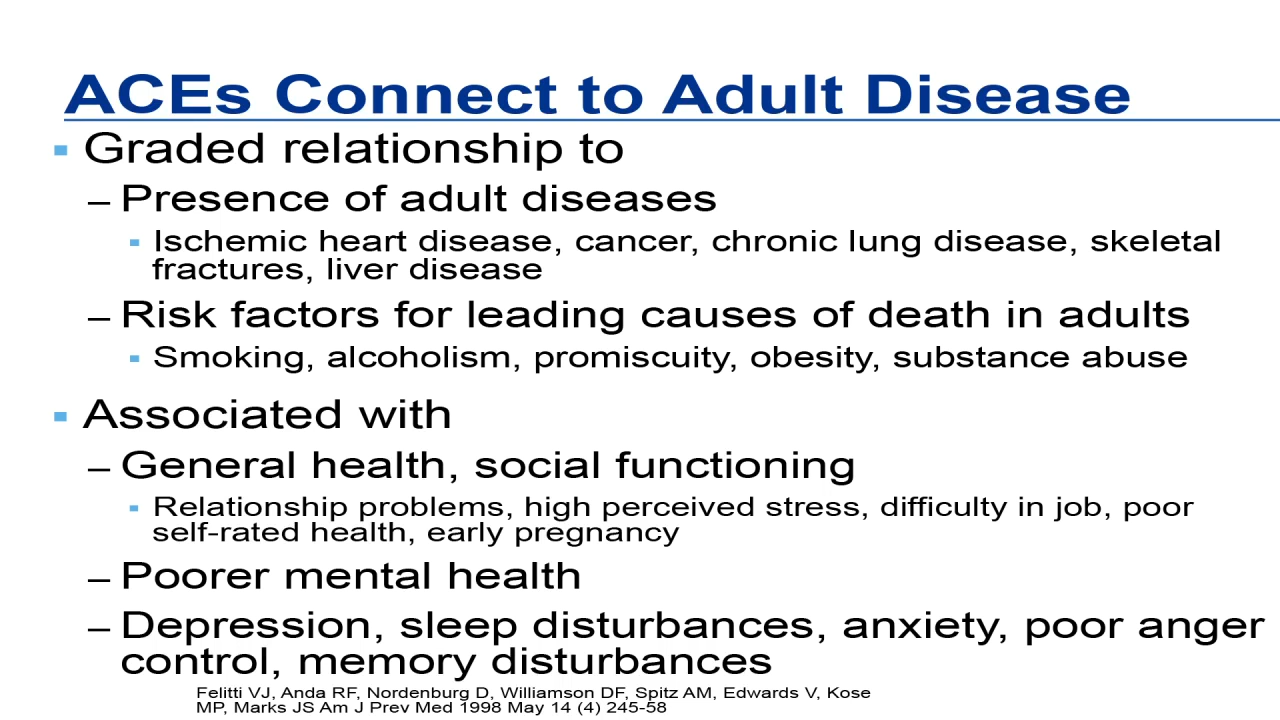 ACEs Connect to Adult Disease
▪ Graded relationship to
– Presence of adult diseases
▪ Ischemic heart disease, cancer, chronic lung disease, skeletal
fractures, liver disease
– Risk factors for leading causes of death in adults
▪ Smoking, alcoholism, promiscuity, obesity, substance abuse
▪ Associated with
– General health, social functioning
▪ Relationship problems, high perceived stress, difficulty in job, poor
self-rated health, early pregnancy
– Poorer mental health
– Depression, sleep disturbances, anxiety, poor anger
control, memory disturbances
Felitti VJ, Anda RF, Nordenburg D, Williamson DF, Spitz AM, Edwards V, Kose
MP, Marks JS Am J Prev Med 1998 May 14 (4) 245-58